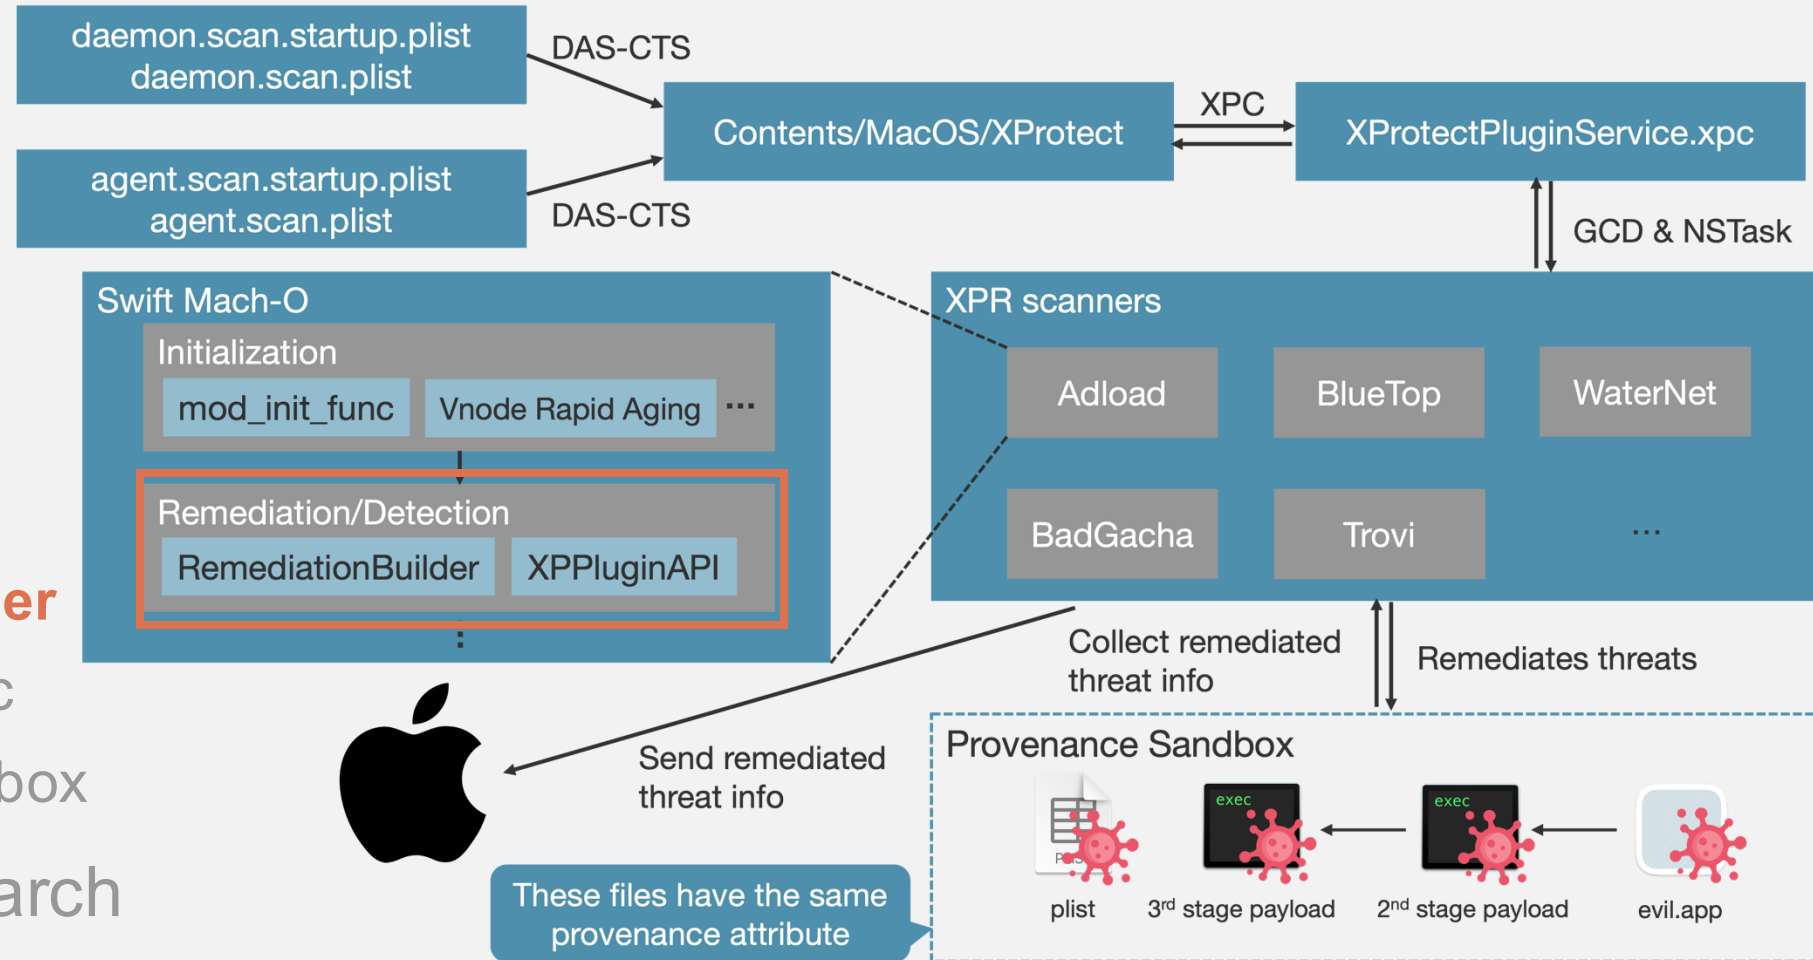 daemon.scan.startup.plist
daemon.scan.plist
DAS-CTS
Contents/MacOS/XProtect
XPC
XProtectPluginService.xpc
agent.scan.startup.plist
agent.scan.plist
DAS-CTS
GCD & NSTask
Swift Mach-O
Initialization
mod_init_func
Vnode Rapid Aging
...
Remediation/Detection
RemediationBuilder
XPPluginAPI
XPR scanners
Adload
BlueTop
WaterNet
BadGacha
Trovi
...
er
c
box
arch
Collect remediated
threat info
Remediates threats
Send remediated
threat info
Provenance Sandbox
exec
exec
plist
3rd stage payload
2nd stage payload
evil.app
These files have the same
provenance attribute